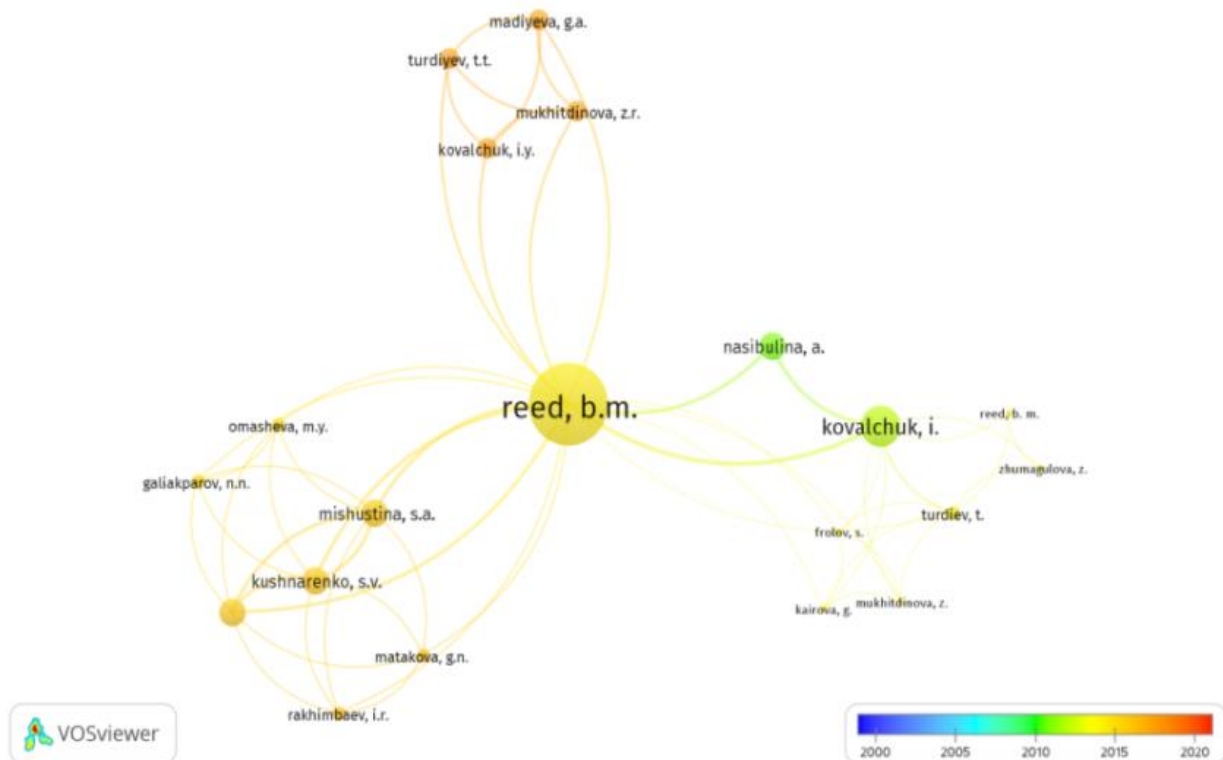 madiyeva, g.a.
turdiyev, t.t.
mukhitdinova, z.r.
kovalchuk, i.y.
nasibulina, a.
reed, b.m.
kovalchuk, i.
reed, b. m.
omasheva, m.y.
zhumagulova, z.
galiakparov, n.n.
mishustina, s.a.
turdiev, t.
frolov, s.
kushnarenko, s.v.
kairova, g.
mukhitdinova, z.
matakova, g.n.
rakhimbaev, i.r.
VOSviewer
2000 2005 2010 2015 2020